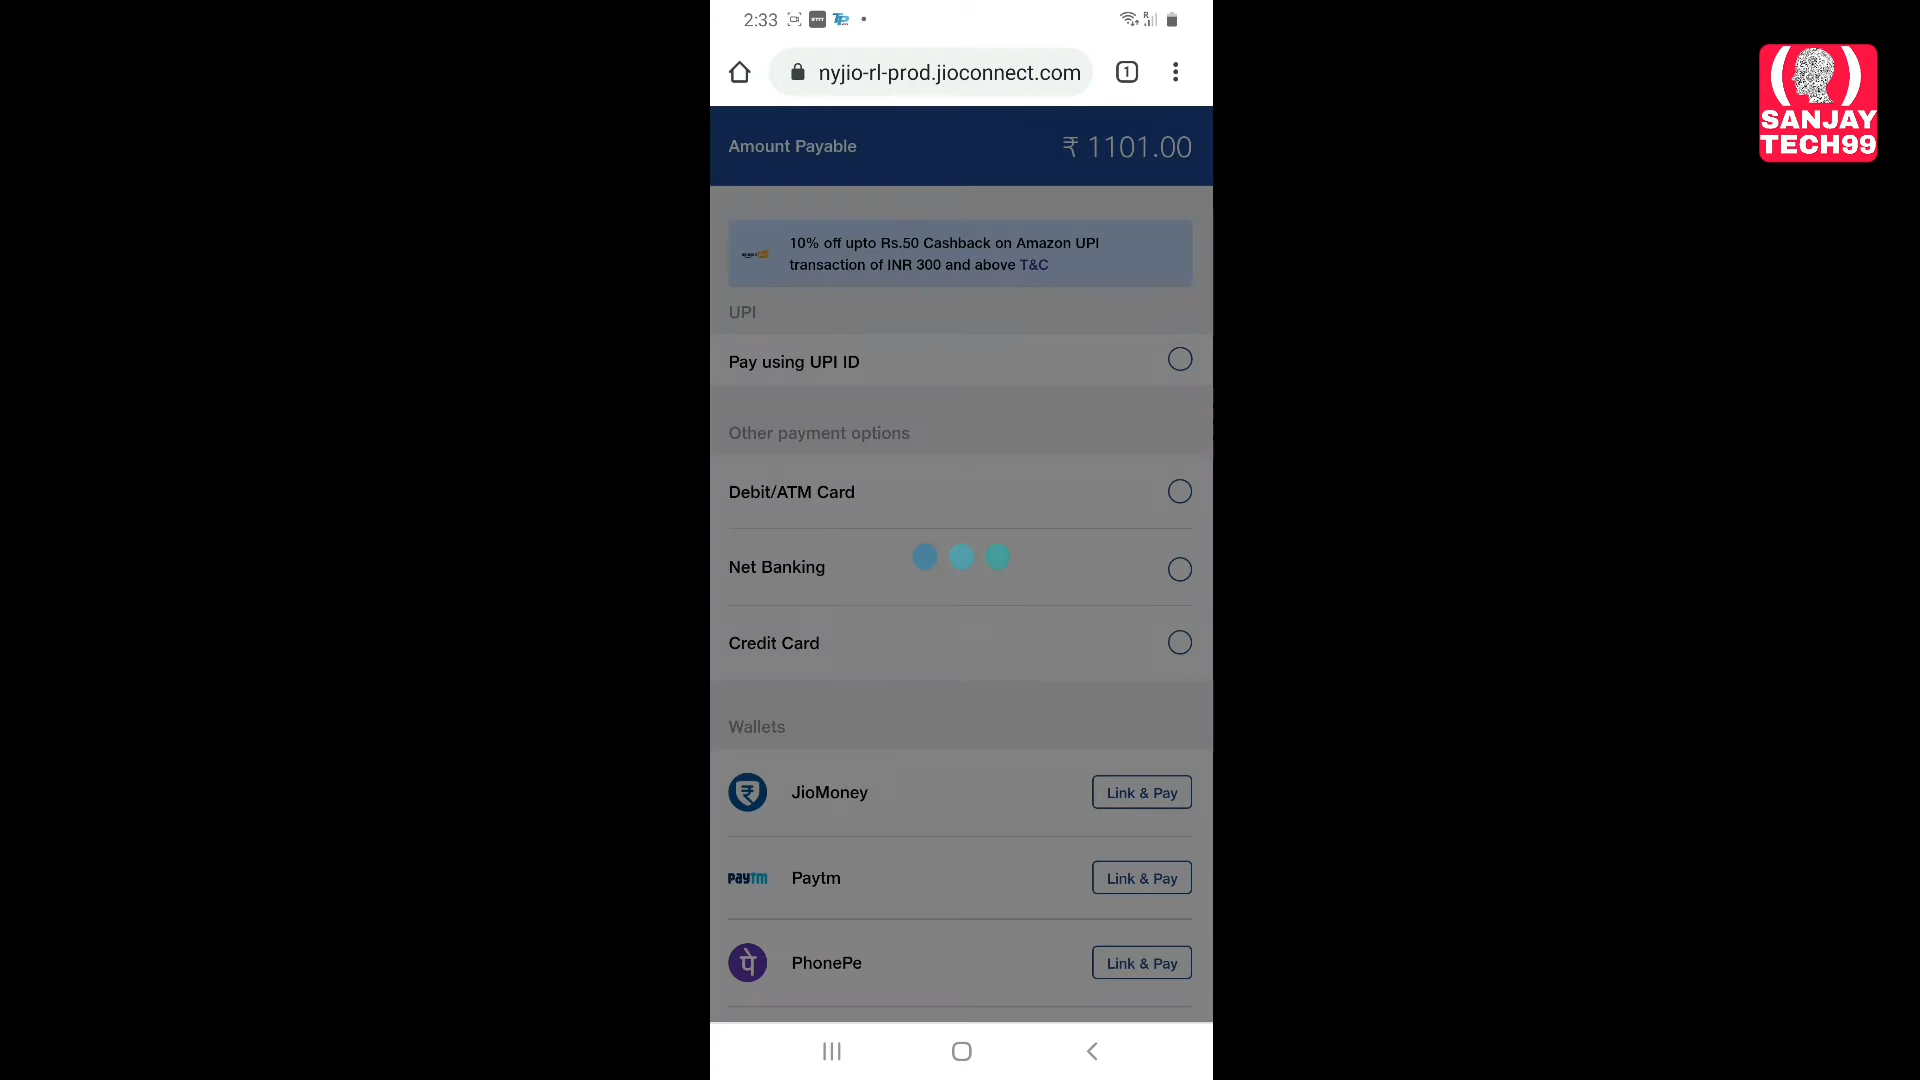 2:33
nyjio-rl-prod.jioconnect.com
1
Amount Payable
₹ 1101.00
10% off upto Rs.50 Cashback on Amazon UPI
transaction of INR 300 and above T&C
UPI
Pay using UPI ID
Other payment options
Debit/ATM Card
Net Banking
Credit Card
Wallets
JioMoney
Link & Pay
paytm
Paytm
Link & Pay
पे
PhonePe
Link & Pay
SANJAY
TECH99